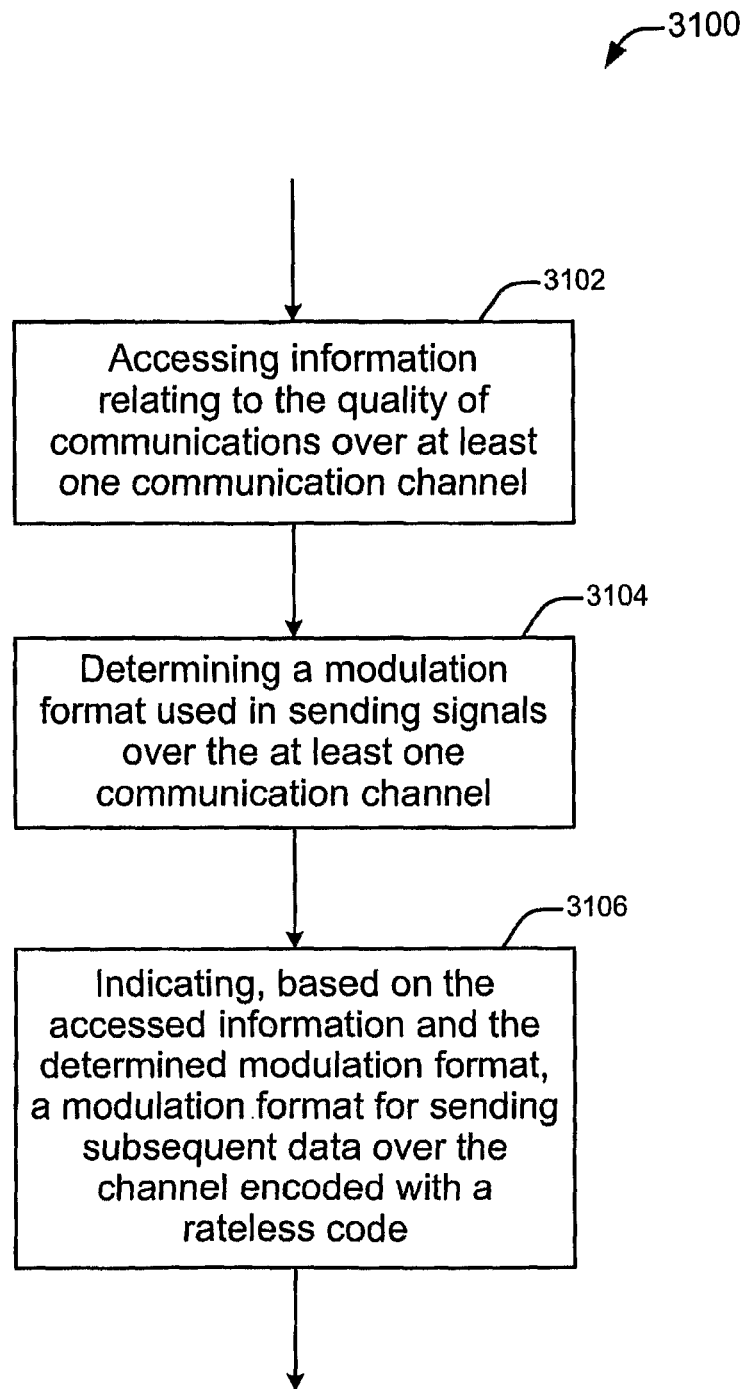 3100
3102
Accessing information
relating to the quality of
communications over at least
one communication channel
3104
Determining a modulation
format used in sending signals
over the at least one
communication channel
3106
Indicating, based on the
accessed information and the
determined modulation format,
a modulation format for sending
subsequent data over the
channel encoded with a
rateless code